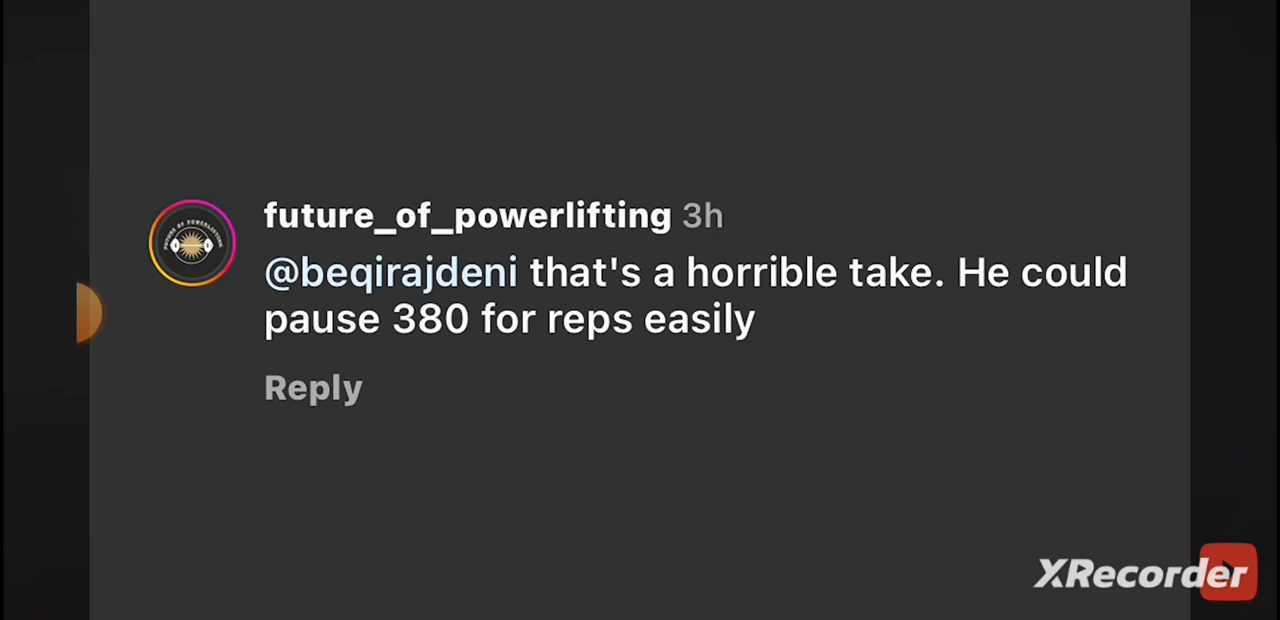 future_of_powerlifting 3h
@beqirajdeni that's a horrible take. He could
pause 380 for reps easily
Reply
XRecorder